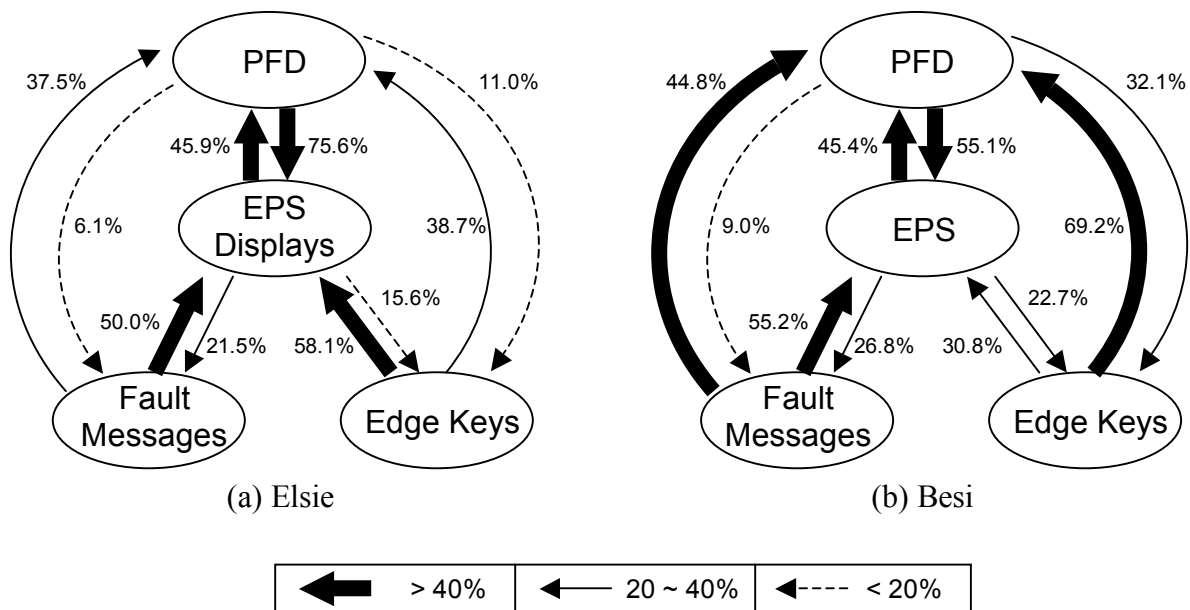 PFD
37.5%
11.0%
45.9%
75.6%
EPS
Displays
6.1%
38.7%
15.6%
50.0%
21.5%
58.1%
Fault
Messages
Edge Keys
(a) Elsie
PFD
44.8%
32.1%
45.4%
55.1%
EPS
9.0%
69.2%
22.7%
55.2%
26.8%
30.8%
Fault
Messages
Edge Keys
(b) Besi
> 40%
20 ~ 40%
< 20%